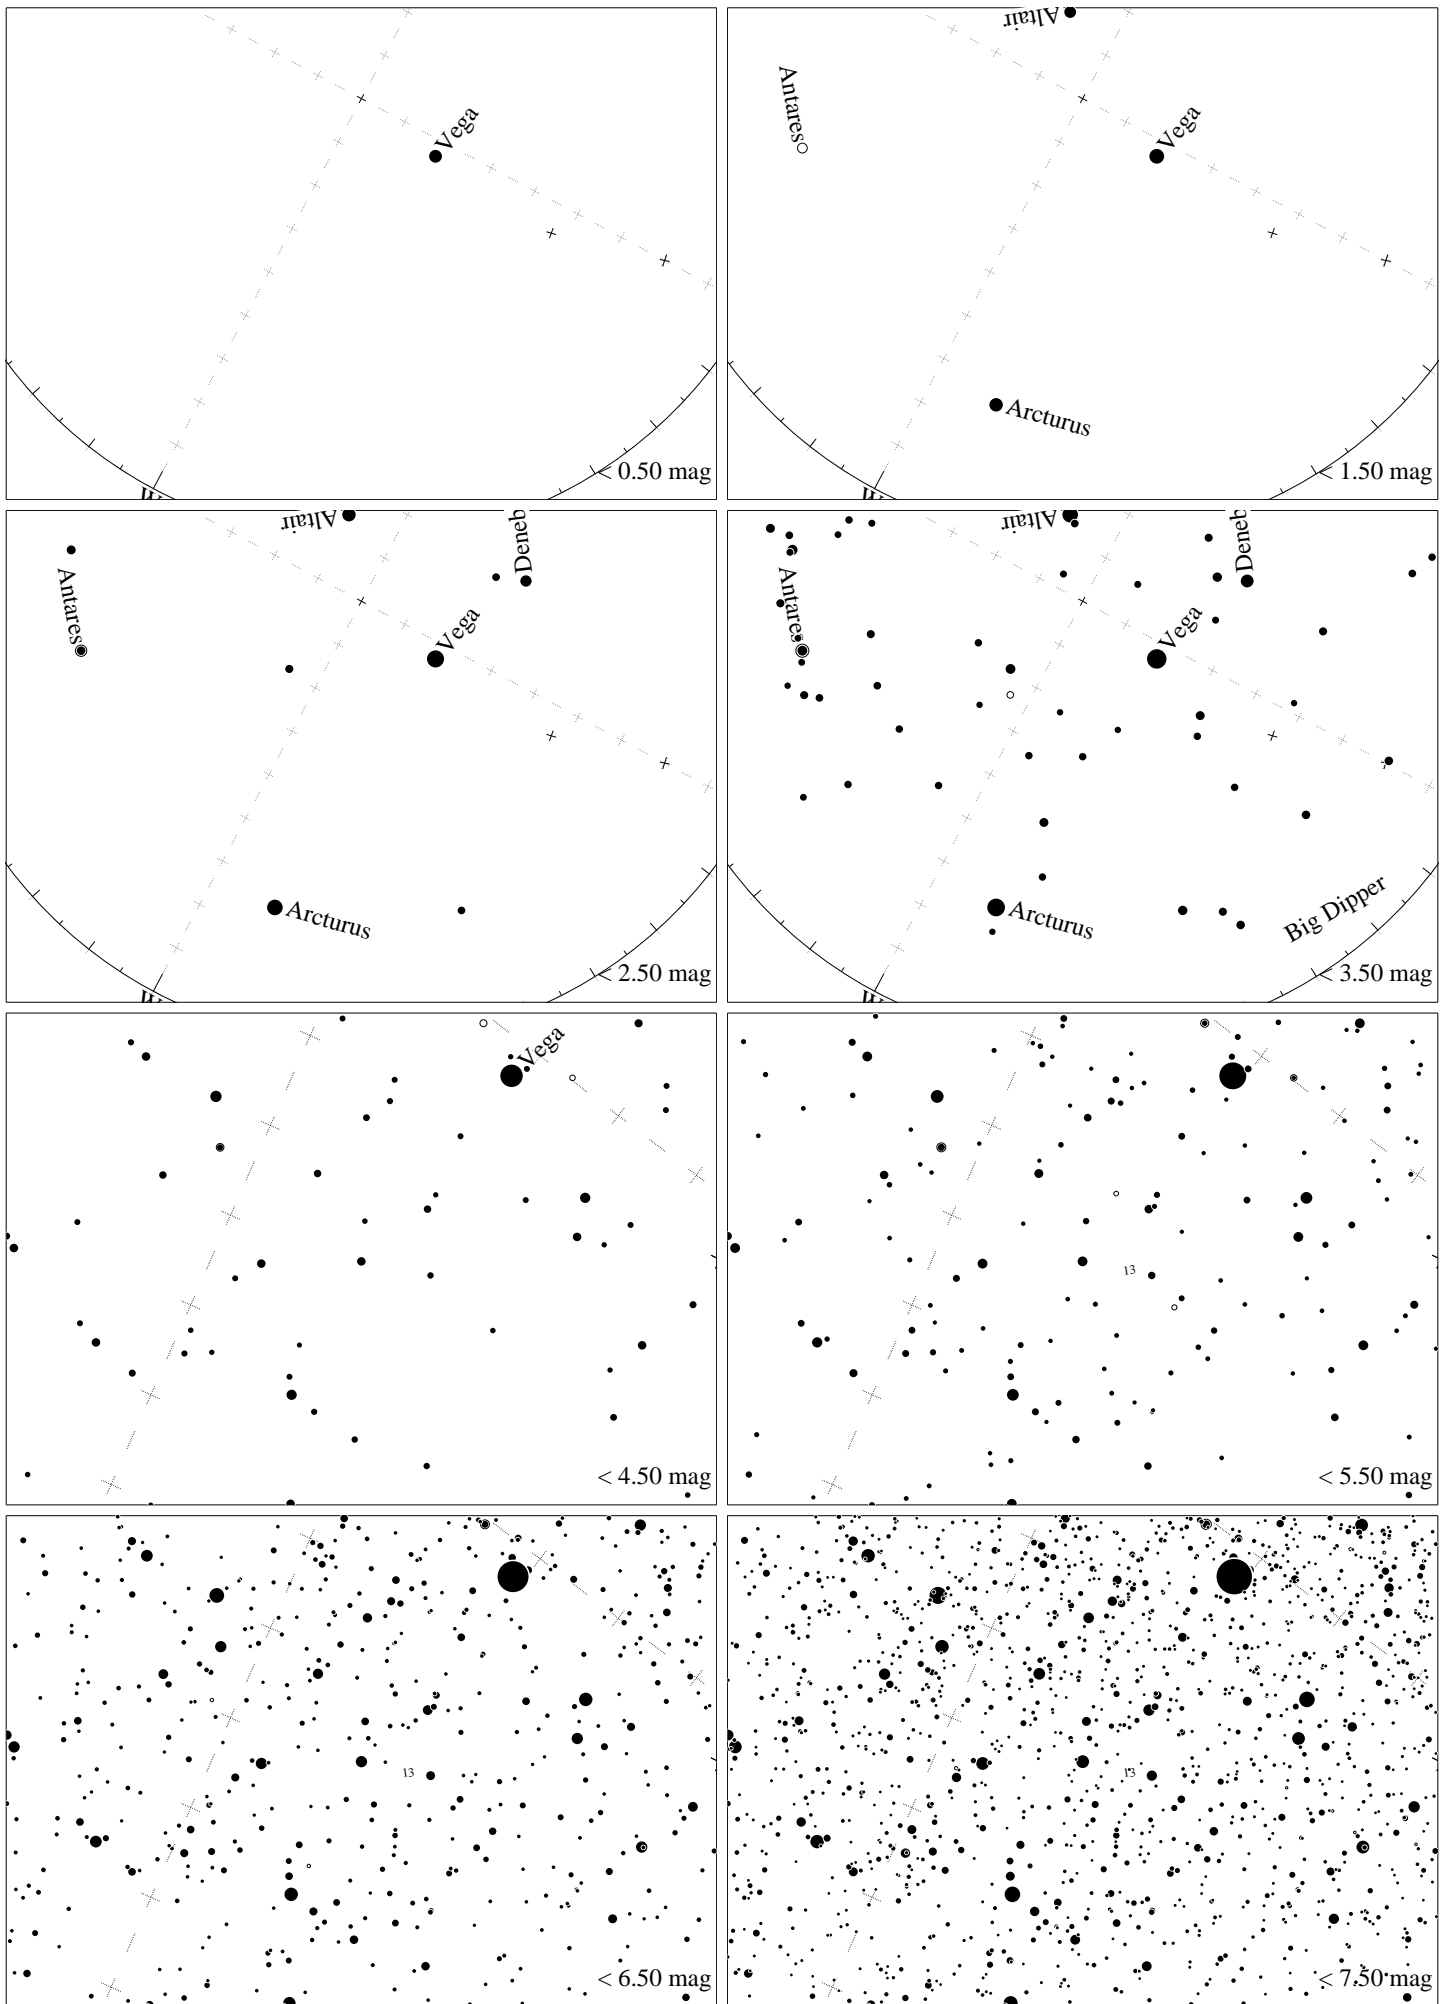 Vega
< 0.50 mag
Altair
Antares
Vega
Arcturus
< 1.50 mag
W
W
Altair
Deneb
Antares
Vega
Arcturus
< 2.50 mag
W
Altair
Deneb
Antares
Vega
Arcturus
Big Dipper
< 3.50 mag
W
Vega
< 4.50 mag
13
< 5.50 mag
13
< 6.50 mag
13
< 7.50 mag